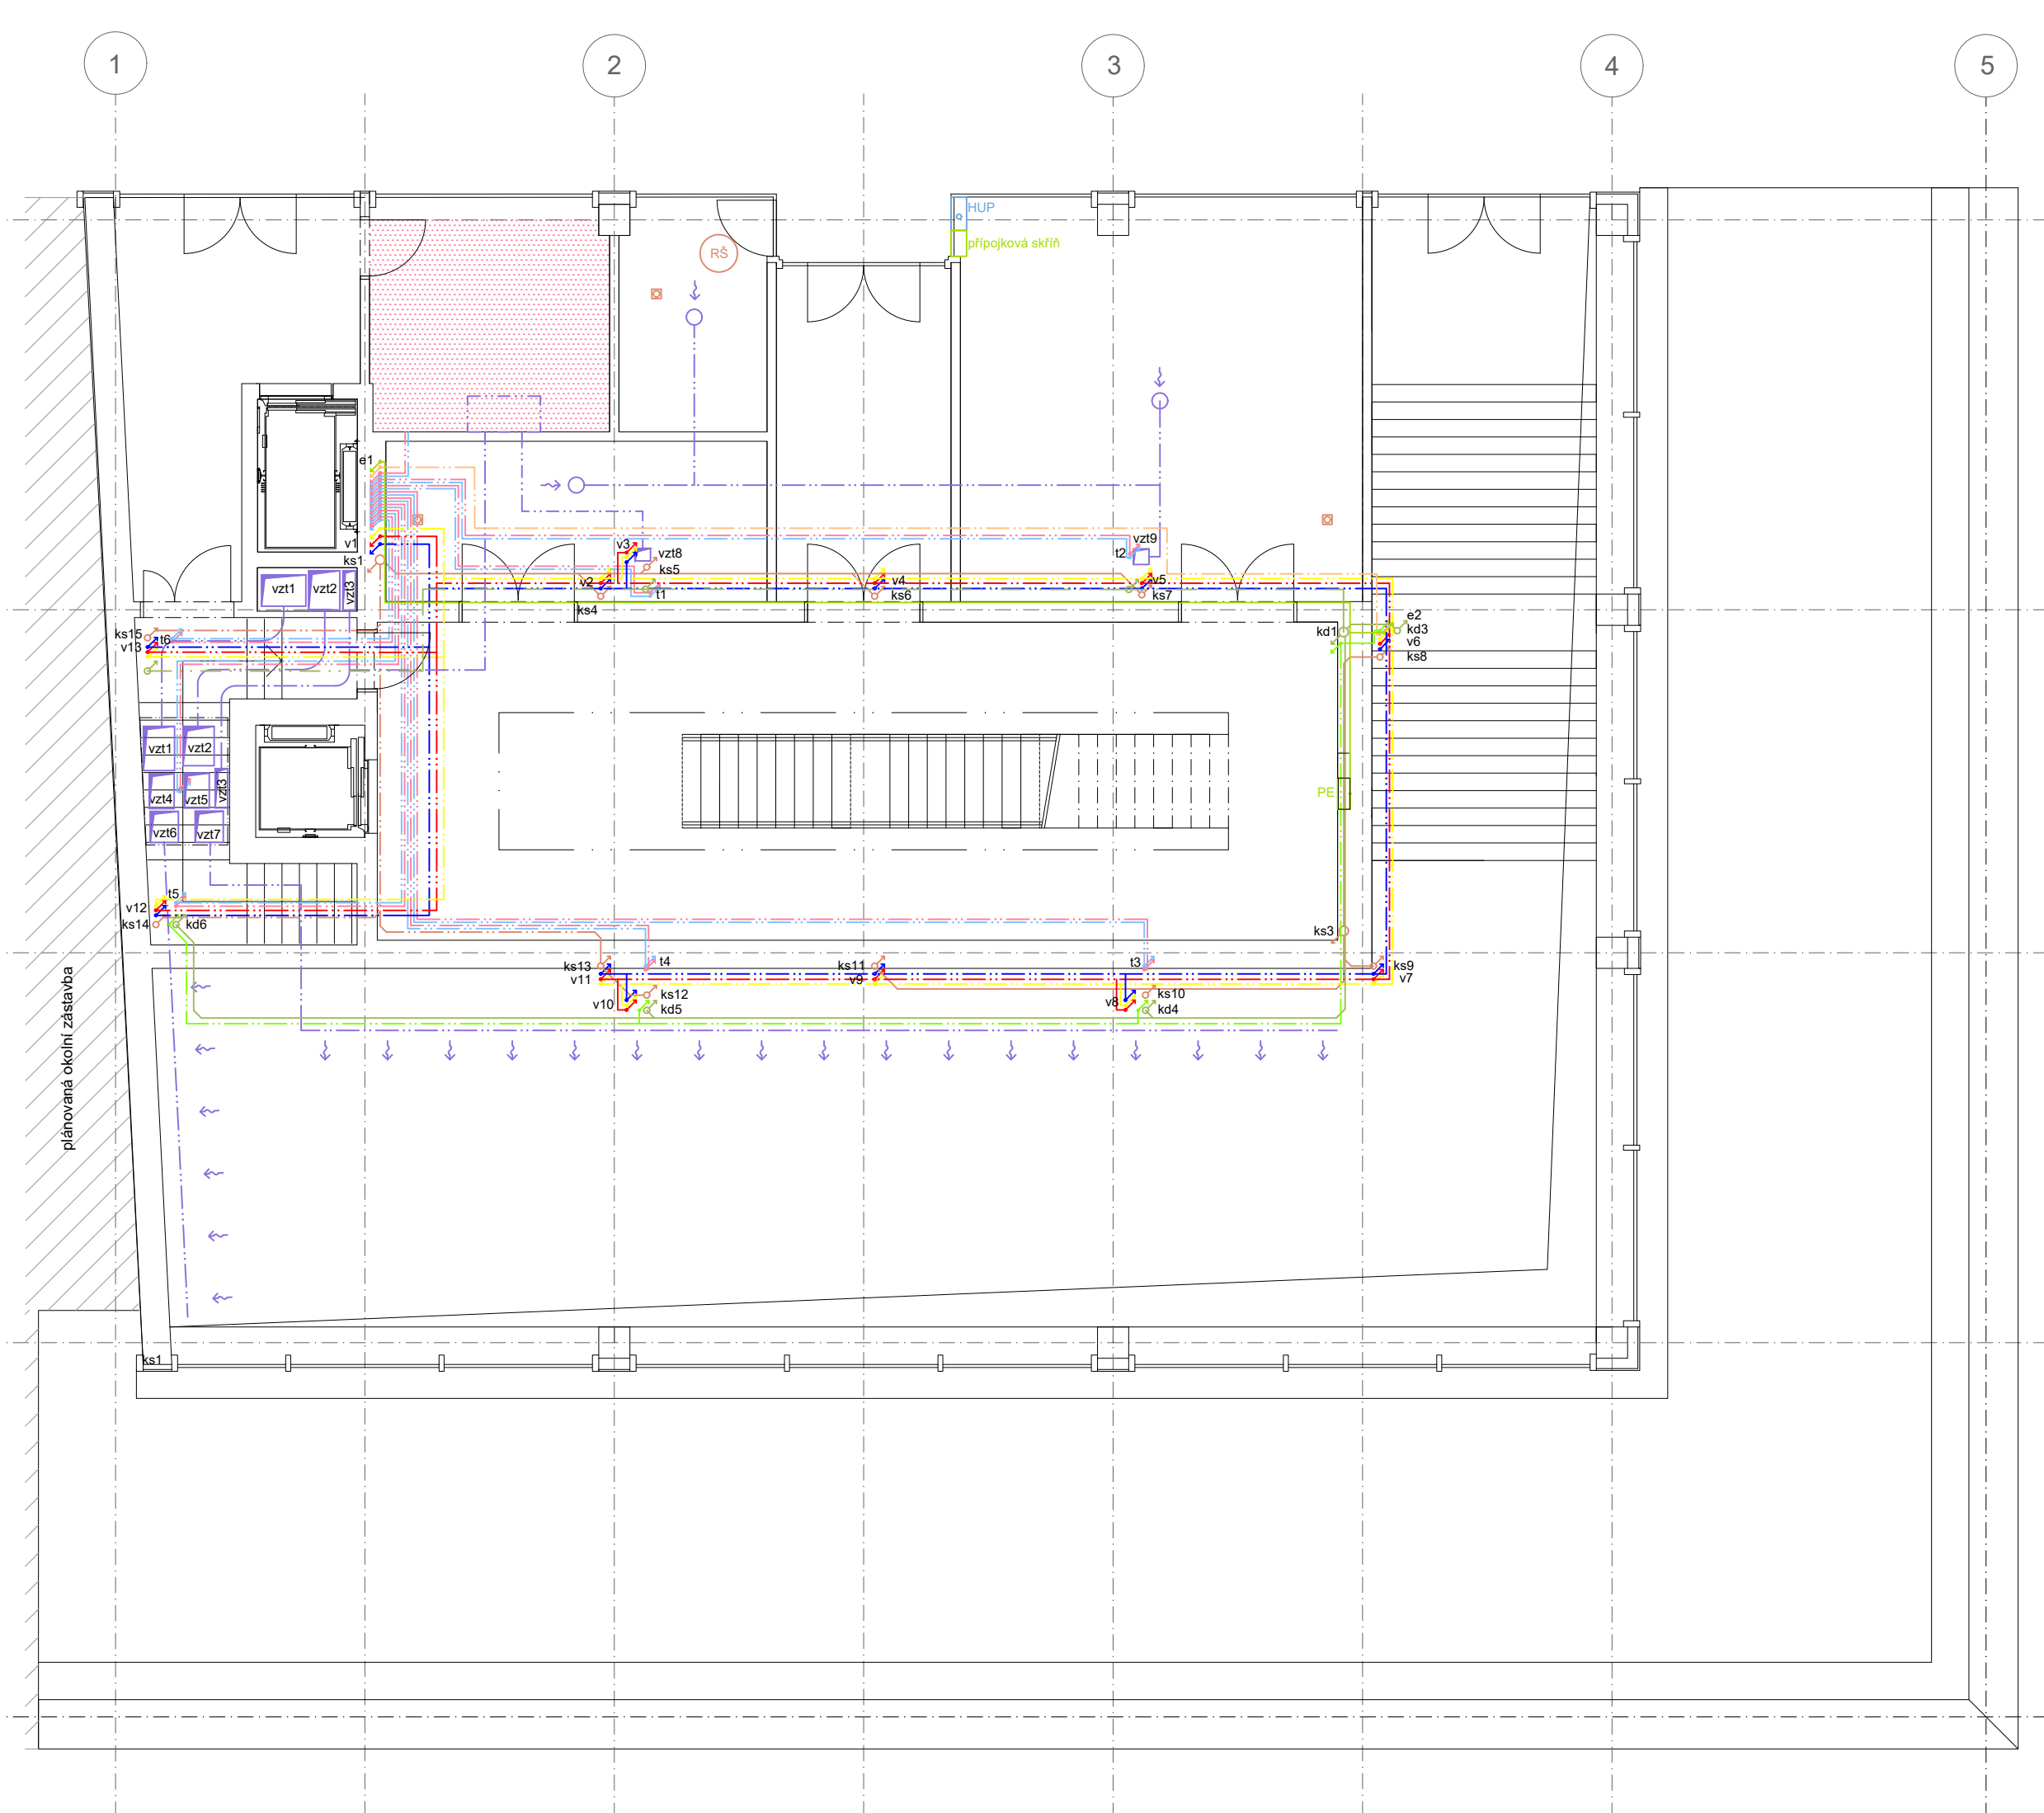 1
2
3
4
5
HUP
přípojková skříň
RŠ
e1
v1
ks1
v3
vzt8
ks5
v2
ks4
t1
v4
ks6
vzt9
t2
v5
ks7
vzt1
vzt2
vzt3
ks15
t6
v13
e2
kd1
kd3
v6
ks8
vzt1
vzt2
vzt3
vzt4
vzt5
vzt6
vzt7
PE
t5
v12
ks14
kd6
ks3
ks13
t4
v11
ks11
v9
t3
ks9
v7
v10
ks12
kd5
v8
ks10
kd4
plánovaná okolní zástavba
ks1